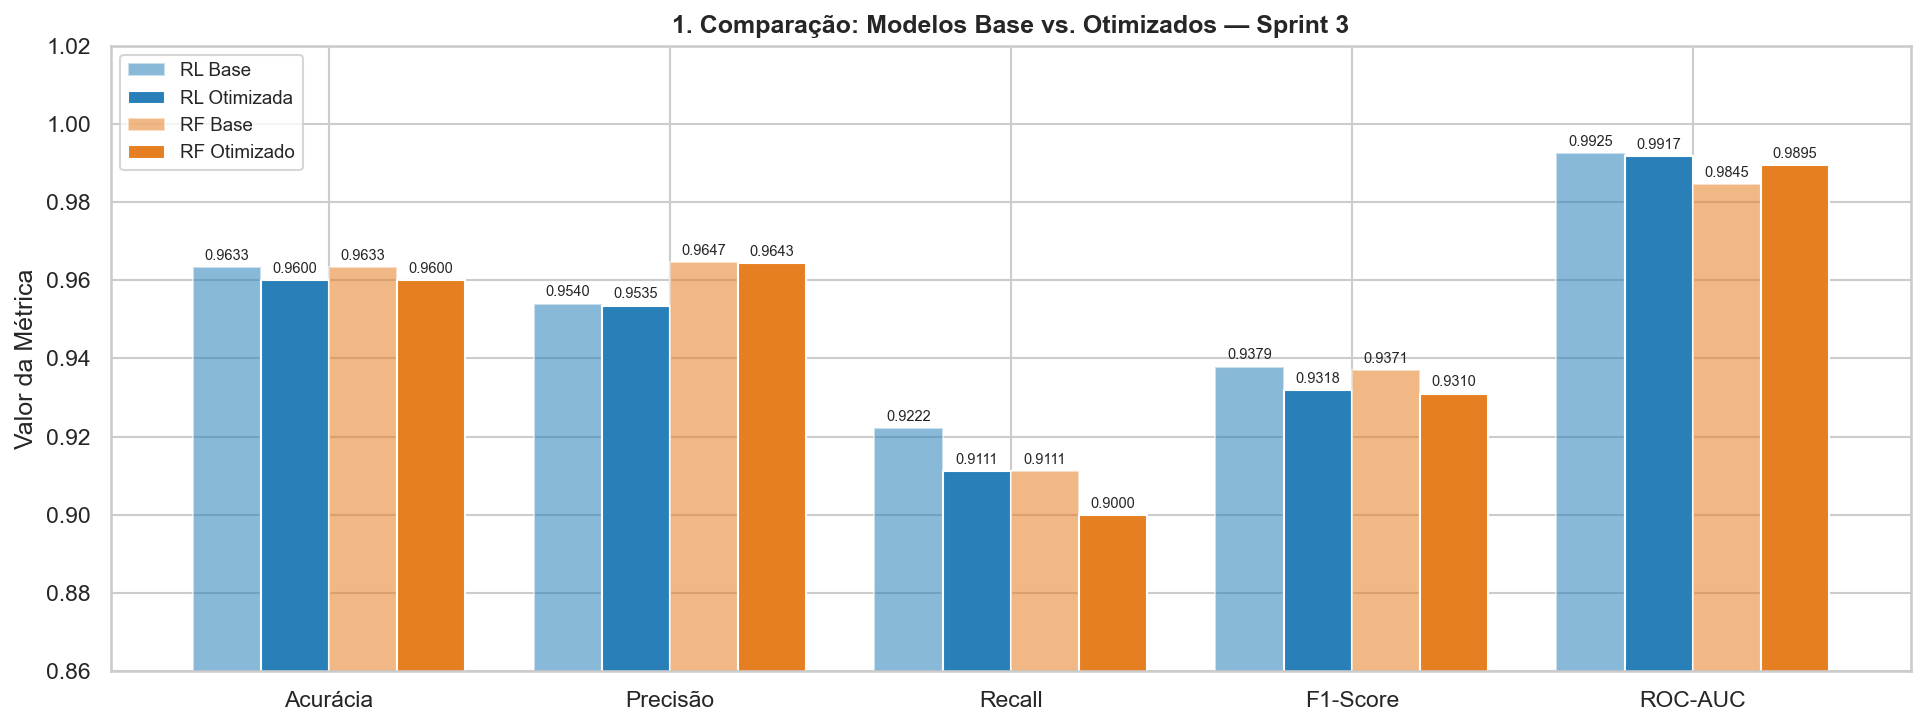 1. Comparação: Modelos Base vs. Otimizados — Sprint 3
RL Base
RL Otimizada
RF Base
RF Otimizado
Valor da Métrica
1.02
1.00
0.98
0.96
0.94
0.92
0.90
0.88
0.86
0.9633
0.9600
0.9633
0.9600
0.9540
0.9535
0.9647
0.9643
0.9222
0.9111
0.9111
0.9000
0.9379
0.9318
0.9371
0.9310
0.9925
0.9917
0.9845
0.9895
Acurácia
Precisão
Recall
F1-Score
ROC-AUC